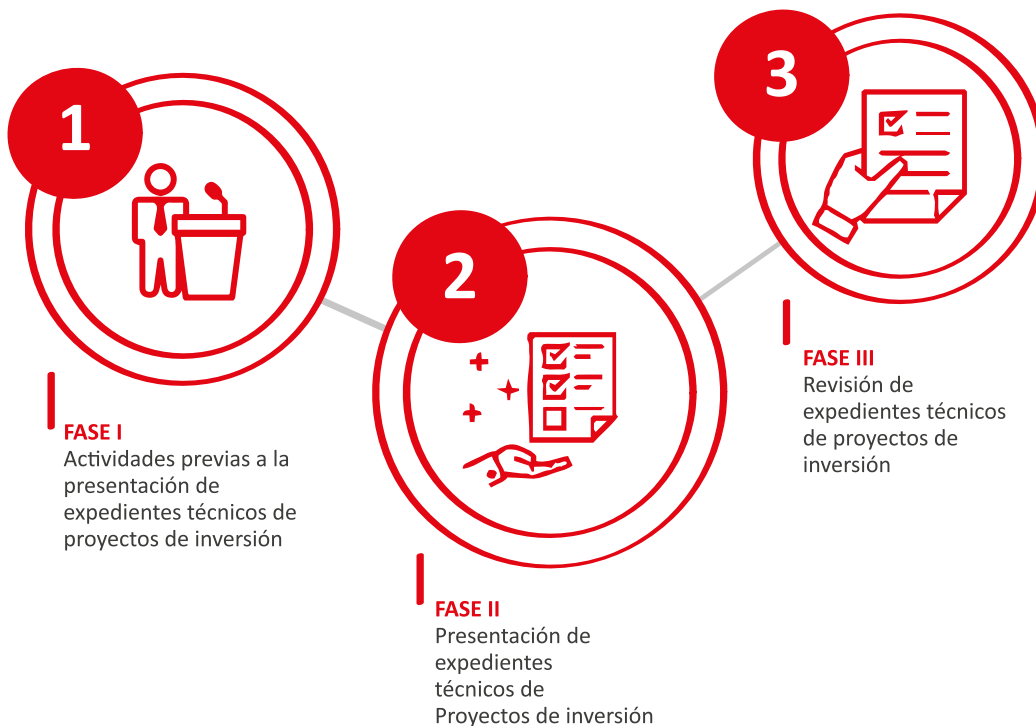 1
FASE I
Actividades previas a la
presentación de
expedientes técnicos de
proyectos de inversión
2
FASE II
Presentación de
expedientes
técnicos de
Proyectos de inversión
3
FASE III
Revisión de
expedientes técnicos
de proyectos de
inversión